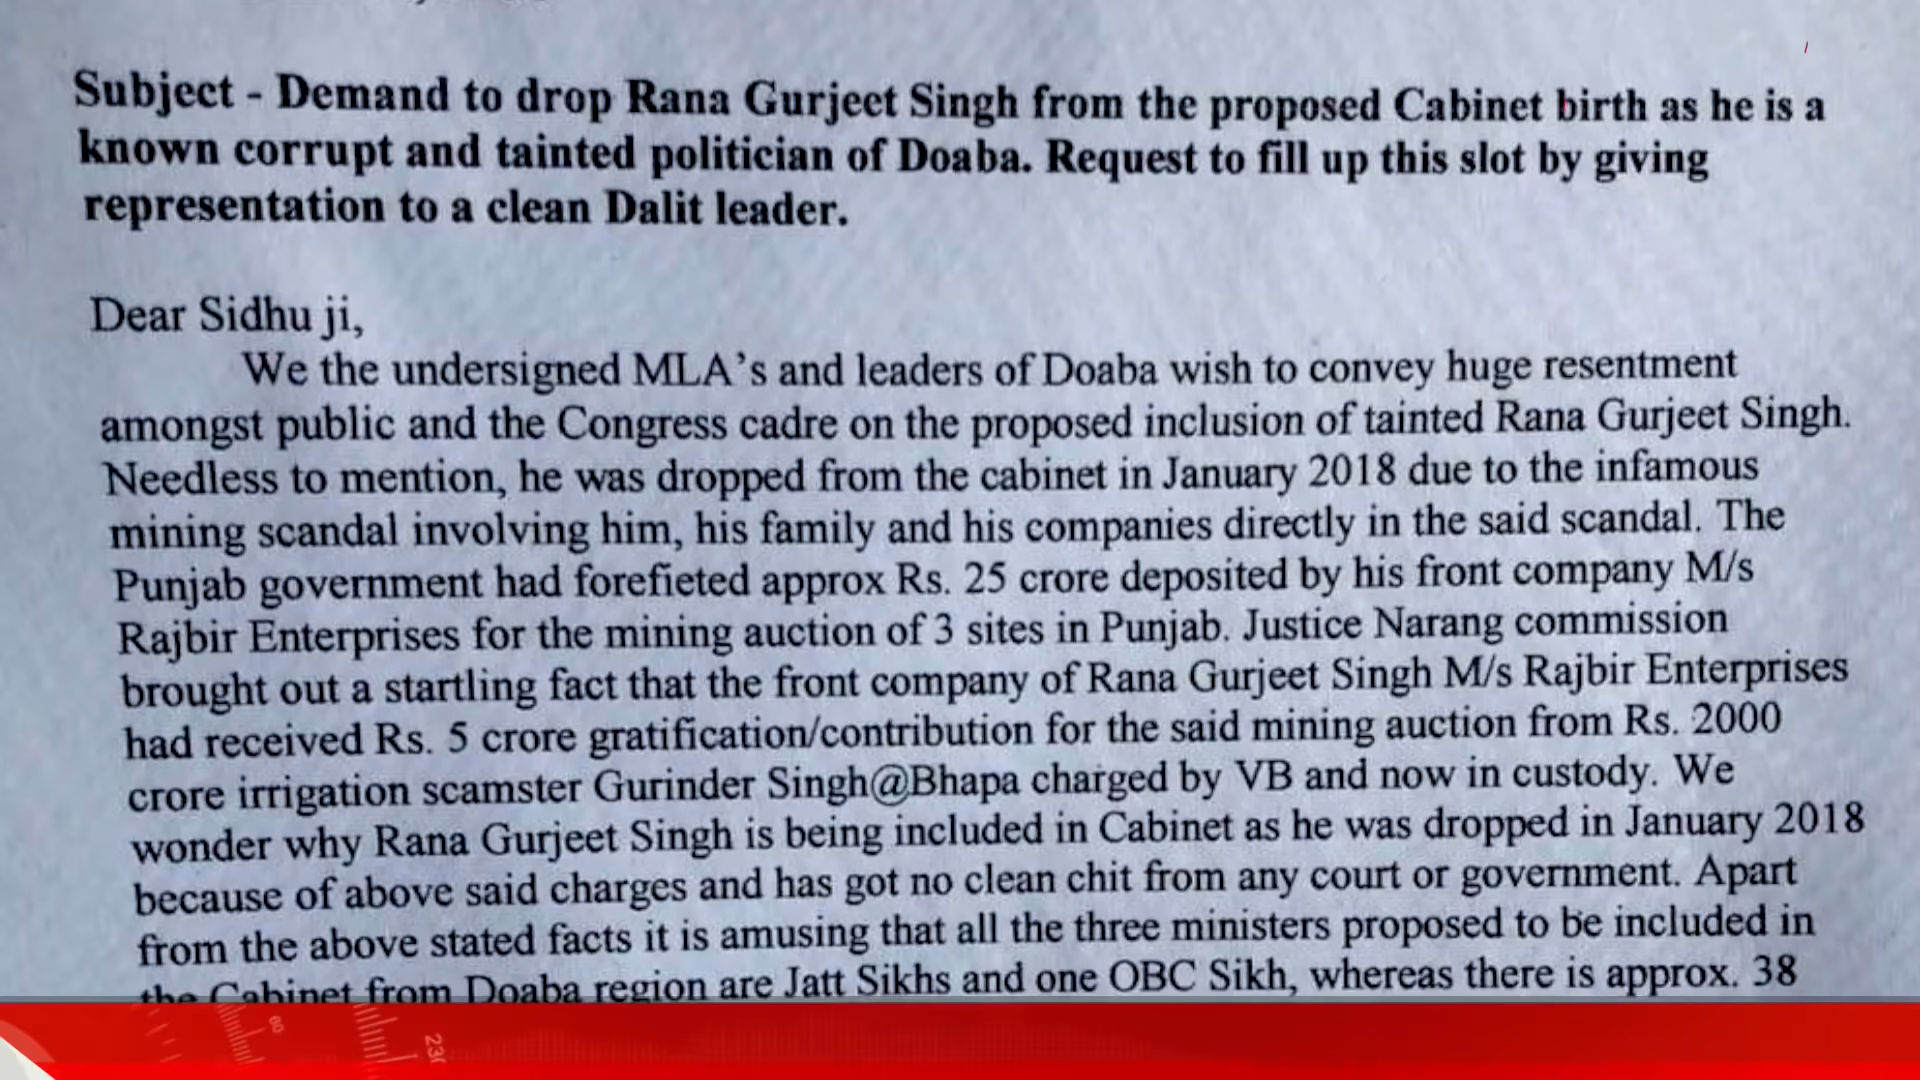 Subject - Demand to drop Rana Gurjeet Singh from the proposed Cabinet birth as he is a
known corrupt and tainted politician of Doaba. Request to fill up this slot by giving
representation to a clean Dalit leader.
Dear Sidhu ji,
We the undersigned MLA’s and leaders of Doaba wish to convey huge resentment
amongst public and the Congress cadre on the proposed inclusion of tainted Rana Gurjeet Singh.
Needless to mention, he was dropped from the cabinet in January 2018 due to the infamous
mining scandal involving him, his family and his companies directly in the said scandal. The
Punjab government had forefieted approx Rs. 25 crore deposited by his front company M/s
Rajbir Enterprises for the mining auction of 3 sites in Punjab. Justice Narang commission
brought out a startling fact that the front company of Rana Gurjeet Singh M/s Rajbir Enterprises
had received Rs. 5 crore gratification/contribution for the said mining auction from Rs. 2000
crore irrigation scamster Gurinder Singh@Bhapa charged by VB and now in custody. We
wonder why Rana Gurjeet Singh is being included in Cabinet as he was dropped in January 2018
because of above said charges and has got no clean chit from any court or government. Apart
from the above stated facts it is amusing that all the three ministers proposed to be included in
the Cabinet from Doaba region are Jatt Sikhs and one OBC Sikh, whereas there is approx. 38
60
230